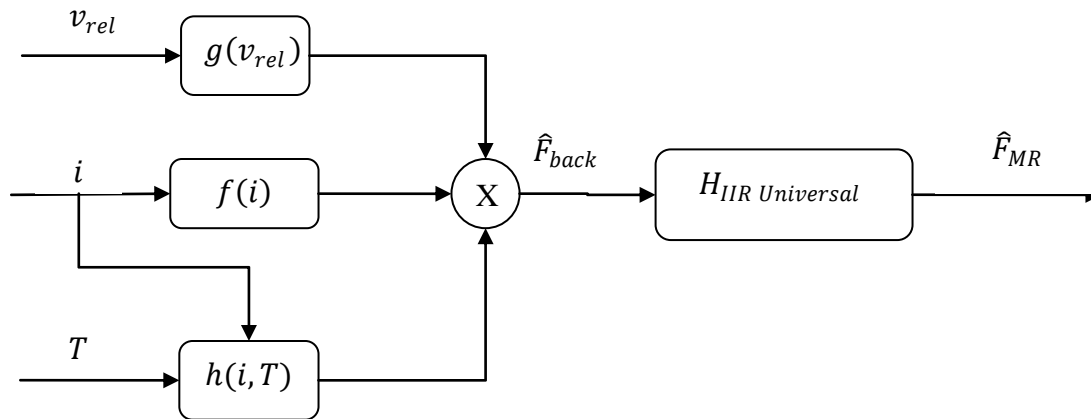 v_rel
g(v_rel)
i
f(i)
X
F̂_back
H_IIR Universal
F̂_MR
T
h(i, T)